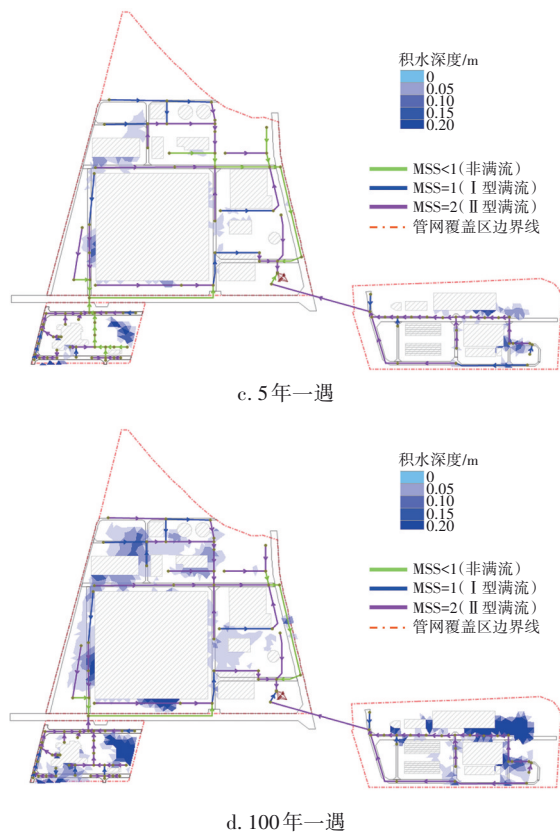 积水深度/m
0
0.05
0.10
0.15
0.20
MSS<1(非满流)
MSS=1(Ⅰ型满流)
MSS=2(Ⅱ型满流)
管网覆盖区边界线
c. 5年一遇
积水深度/m
0
0.05
0.10
0.15
0.20
MSS<1(非满流)
MSS=1(Ⅰ型满流)
MSS=2(Ⅱ型满流)
管网覆盖区边界线
d. 100年一遇